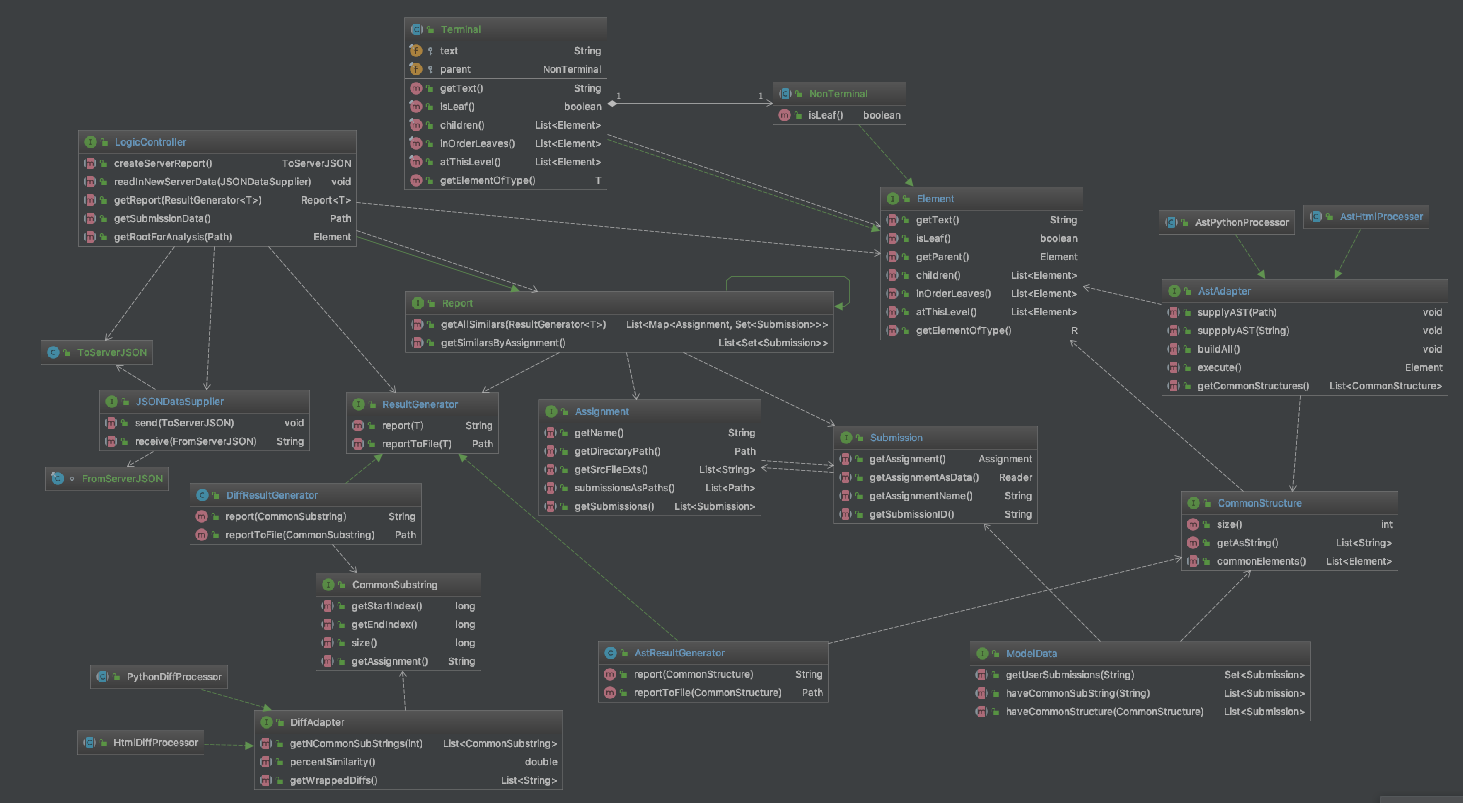 Terminal
text String
parent NonTerminal
getText() String
isLeaf() boolean
children() List<Element>
inOrderLeaves() List<Element>
atThisLevel() List<Element>
getElementOfType() T
1 1
NonTerminal
isLeaf() boolean
LogicController
createServerReport() ToServerJSON
readInNewServerData(JSONDataSupplier) void
getReport(ResultGenerator<T>) Report<T>
getSubmissionData() Path
getRootForAnalysis(Path) Element
Element
getText() String
isLeaf() boolean
getParent() Element
children() List<Element>
inOrderLeaves() List<Element>
atThisLevel() List<Element>
getElementOfType() R
AstPythonProcessor
AstHtmlProcesser
AstAdapter
supplyAST(Path) void
suppplyAST(String) void
buildAll() void
execute() Element
getCommonStructures() List<CommonStructure>
Report
getAllSimilars(ResultGenerator<T>) List<Map<Assignment, Set<Submission>>>
getSimilarsByAssignment() List<Set<Submission>>
ToServerJSON
JSONDataSupplier
send(ToServerJSON) void
receive(FromServerJSON) String
FromServerJSON
ResultGenerator
report(T) String
reportToFile(T) Path
Assignment
getName() String
getDirectoryPath() Path
getSrcFileExts() List<String>
submissionsAsPaths() List<Path>
getSubmissions() List<Submission>
Submission
getAssignment() Assignment
getAssignmentAsData() Reader
getAssignmentName() String
getSubmissionID() String
DiffResultGenerator
report(CommonSubstring) String
reportToFile(CommonSubstring) Path
CommonStructure
size() int
getAsString() List<String>
commonElements() List<Element>
CommonSubstring
getStartIndex() long
getEndIndex() long
size() long
getAssignment() String
AstResultGenerator
report(CommonStructure) String
reportToFile(CommonStructure) Path
ModelData
getUserSubmissions(String) Set<Submission>
haveCommonSubString(String) List<Submission>
haveCommonStructure(CommonStructure) List<Submission>
PythonDiffProcessor
HtmlDiffProcessor
DiffAdapter
getNCommonSubStrings(int) List<CommonSubstring>
percentSimilarity() double
getWrappedDiffs() List<String>